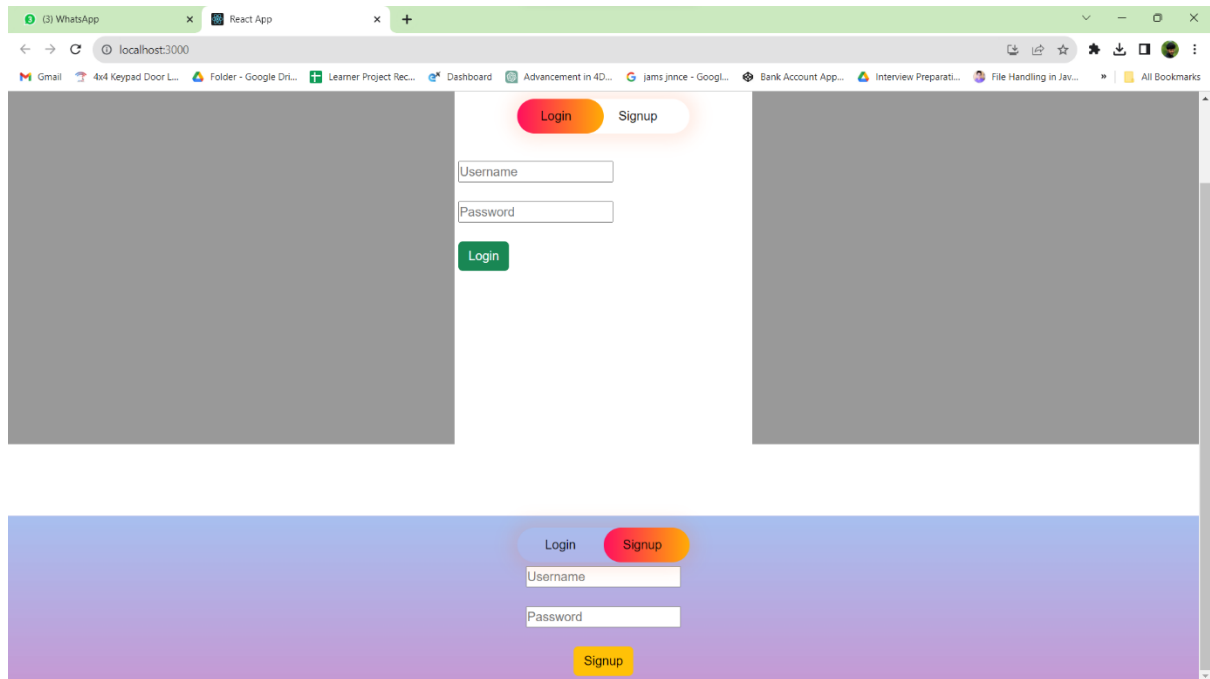 (3) WhatsApp
React App
localhost:3000
Gmail 4x4 Keypad Door L... Folder - Google Dri... Learner Project Rec... Dashboard Advancement in 4D... jams jnnce - Googl... Bank Account App... Interview Preparati... File Handling in Jav... » All Bookmarks
Login Signup
Username
Password
Login
Login Signup
Username
Password
Signup